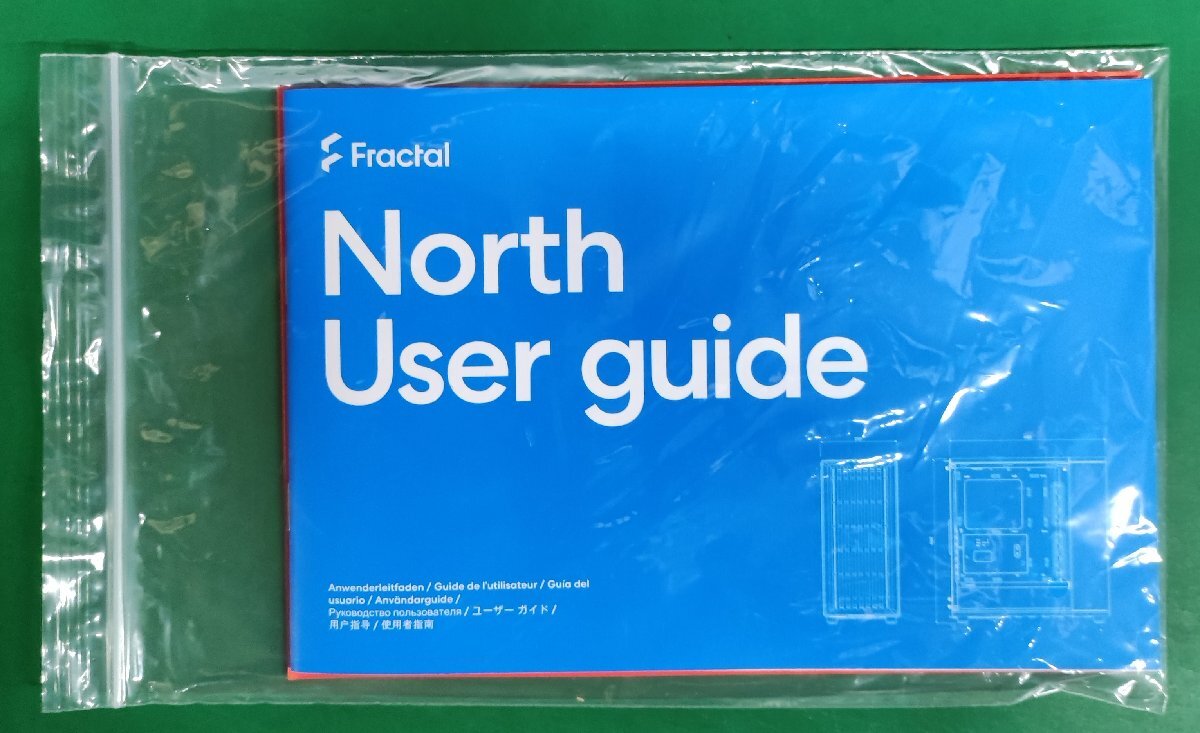 Fractal
North
User guide
Anwenderleitfaden / Guide de l'utilisateur / Guía del
usuario / Användarguide /
Руководство пользователя / ユーザー ガイド /
用户指导 / 使用者指南